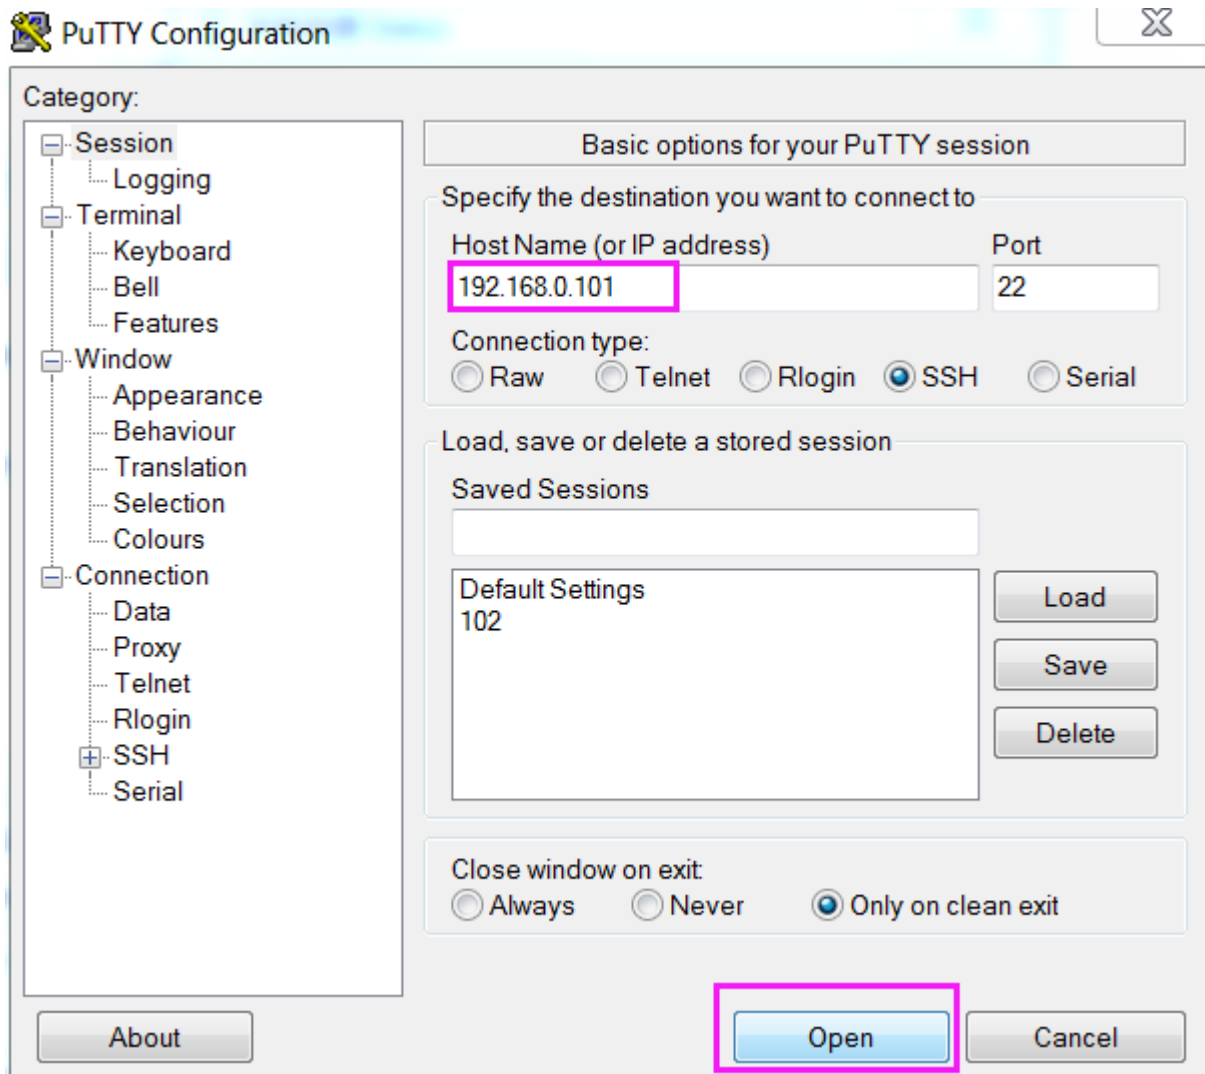 PuTTY Configuration
Category:
Session
Logging
Terminal
Keyboard
Bell
Features
Window
Appearance
Behaviour
Translation
Selection
Colours
Connection
Data
Proxy
Telnet
Rlogin
SSH
Serial
Basic options for your PuTTY session
Specify the destination you want to connect to
Host Name (or IP address) Port
192.168.0.101 22
Connection type:
Raw Telnet Rlogin SSH Serial
Load, save or delete a stored session
Saved Sessions
Default Settings
102
Load
Save
Delete
Close window on exit:
Always Never Only on clean exit
About Open Cancel